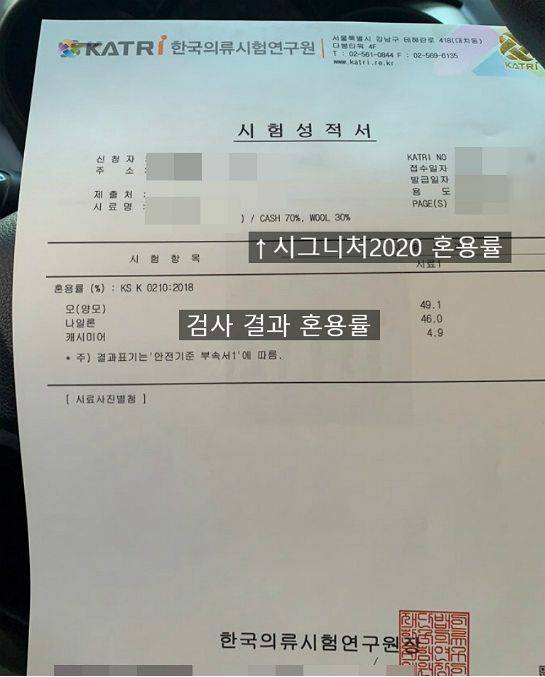 KATRi 한국의류시험연구원
서울특별시 강남구 테헤란로 418(대치동)
다봉타워 4F
T : 02-561-0844 F : 02-569-6135
www.katri.re.kr
KATRI
시 험 성 적 서
신 청 자 :
주 소 :
제 출 처 :
시 료 명 :
KATRI NO
접수일자
발급일자
용 도
PAGE(S)
) / CASH 70%, WOOL 30%
↑시그니처2020 혼용률
시 험 항 목
시료1
혼용률 (%) : KS K 0210:2018
모(양모) 49.1
나일론 46.0
캐시미어 4.9
검사 결과 혼용률
* 주) 결과표기는'안전기준 부속서1'에 따름.
[ 시료사진별첨 ]
한국의류시험연구원장
/